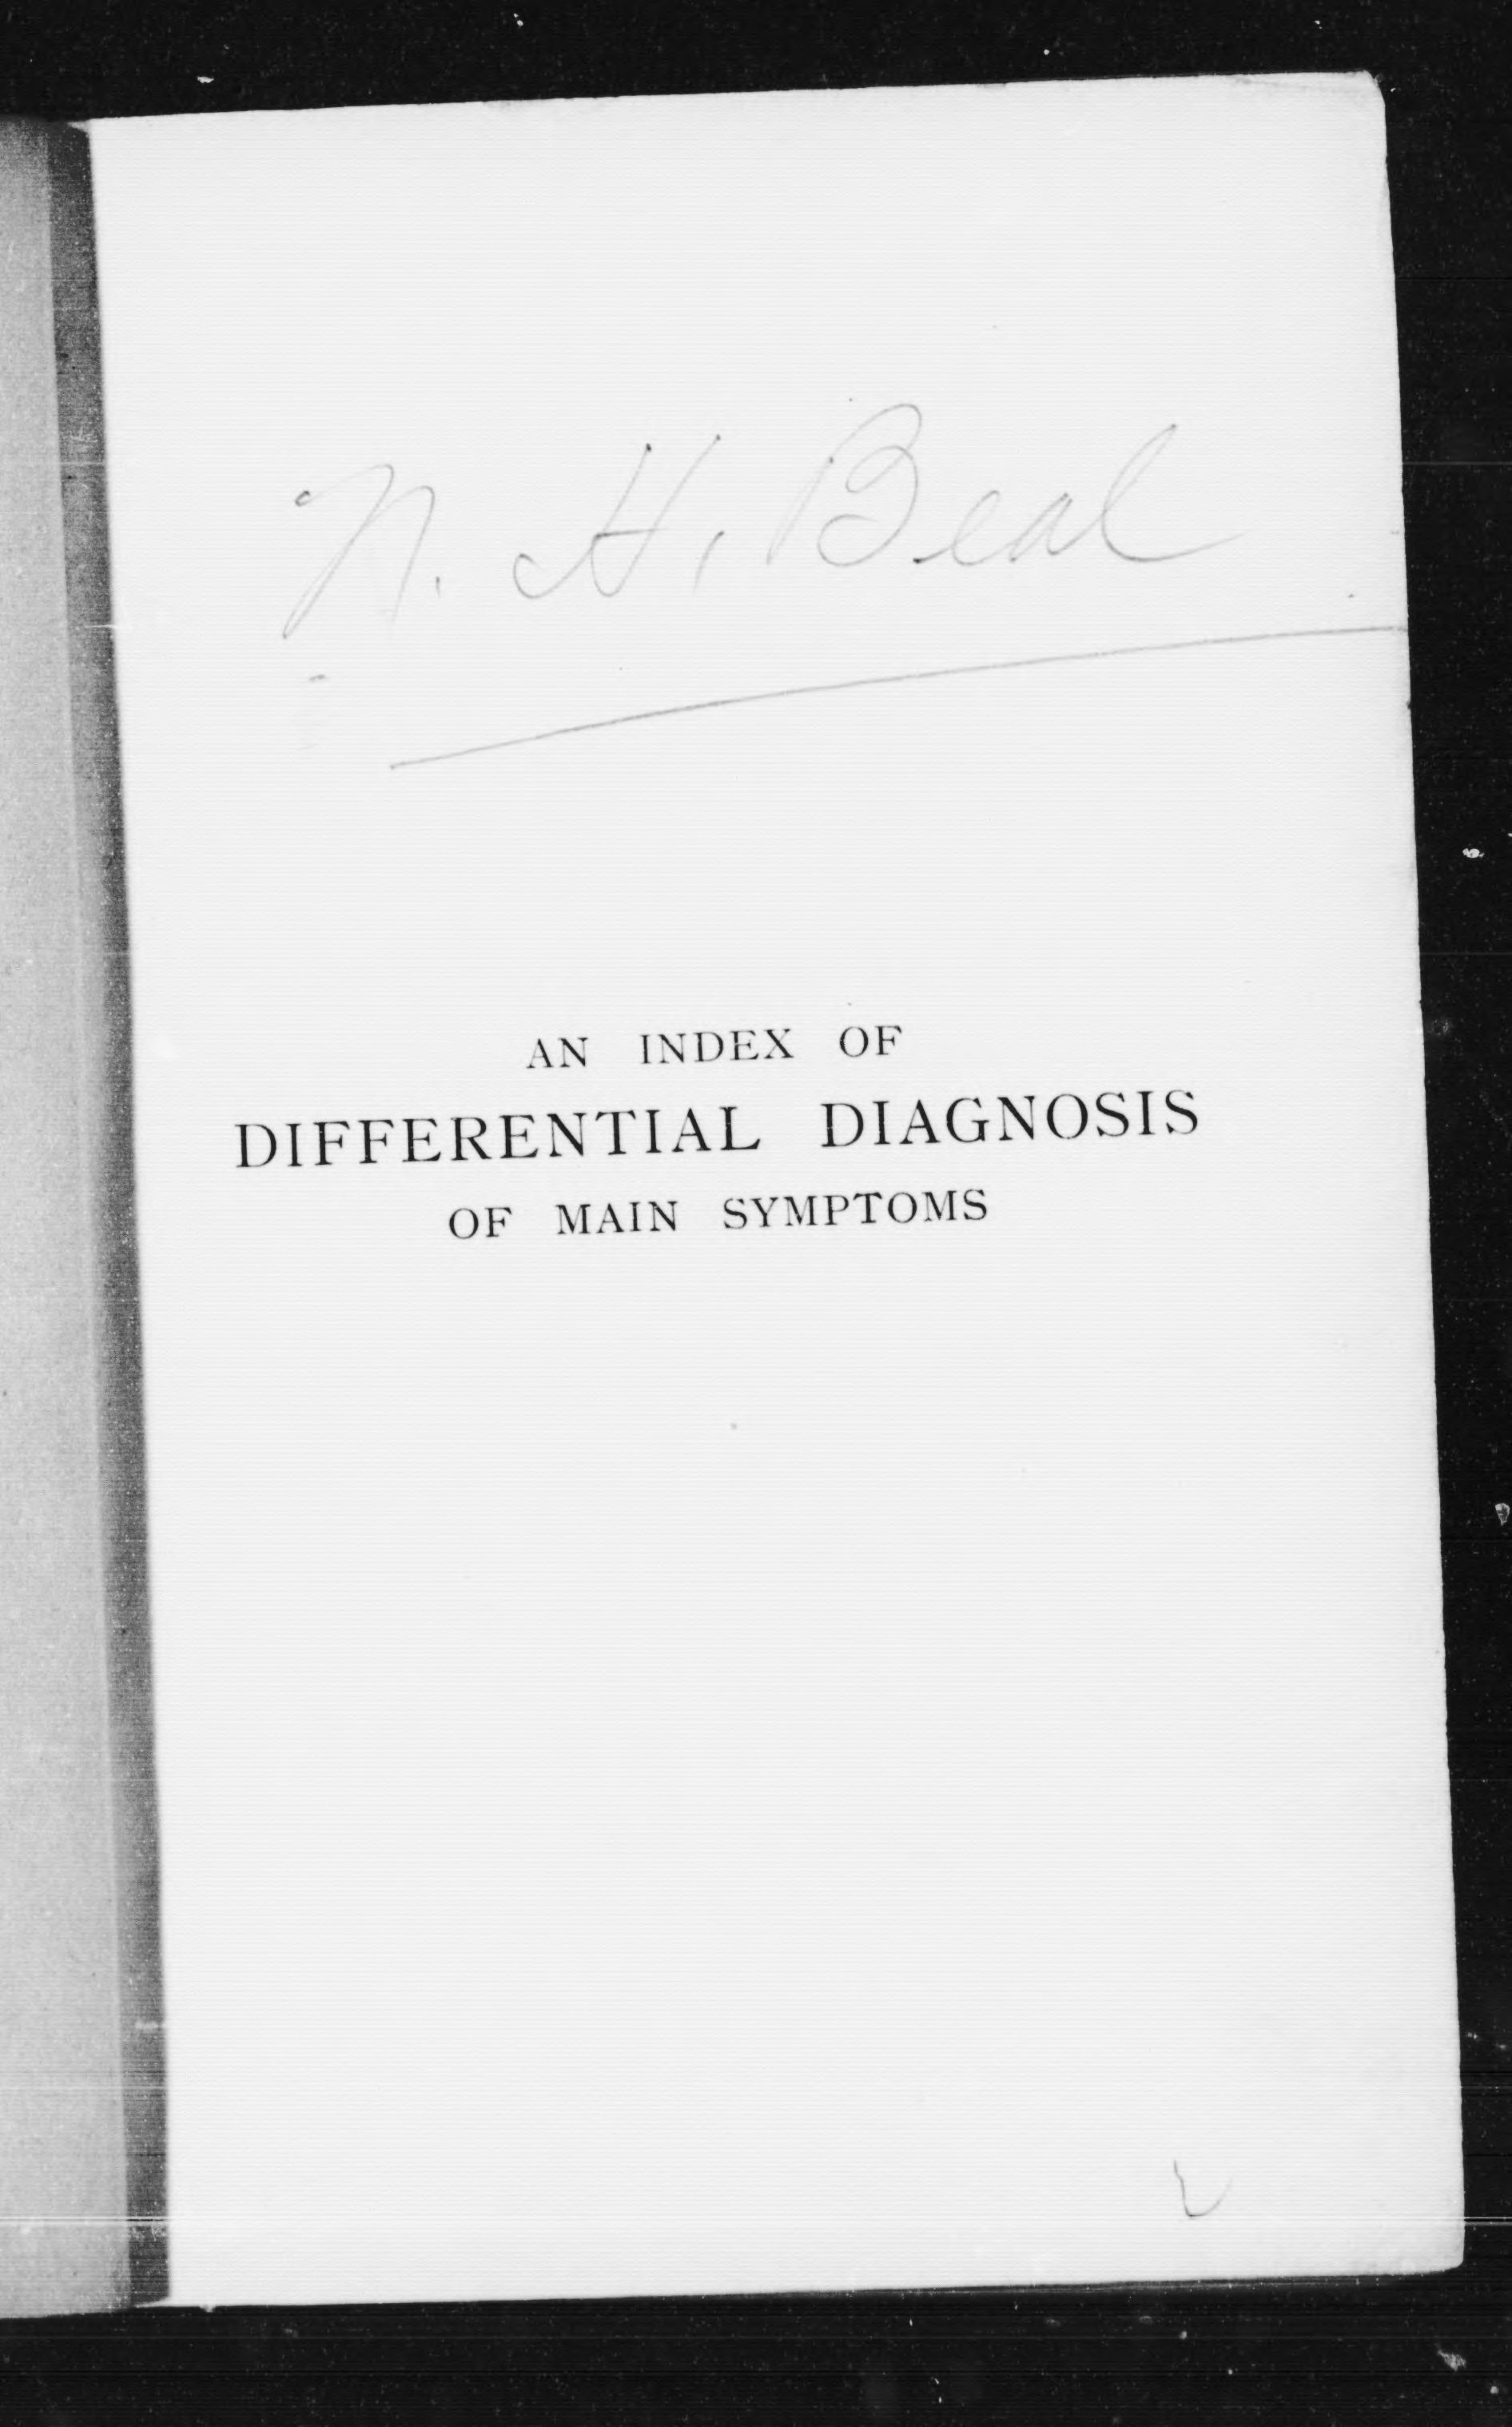 N. H. Beal
AN INDEX OF
DIFFERENTIAL DIAGNOSIS
OF MAIN SYMPTOMS